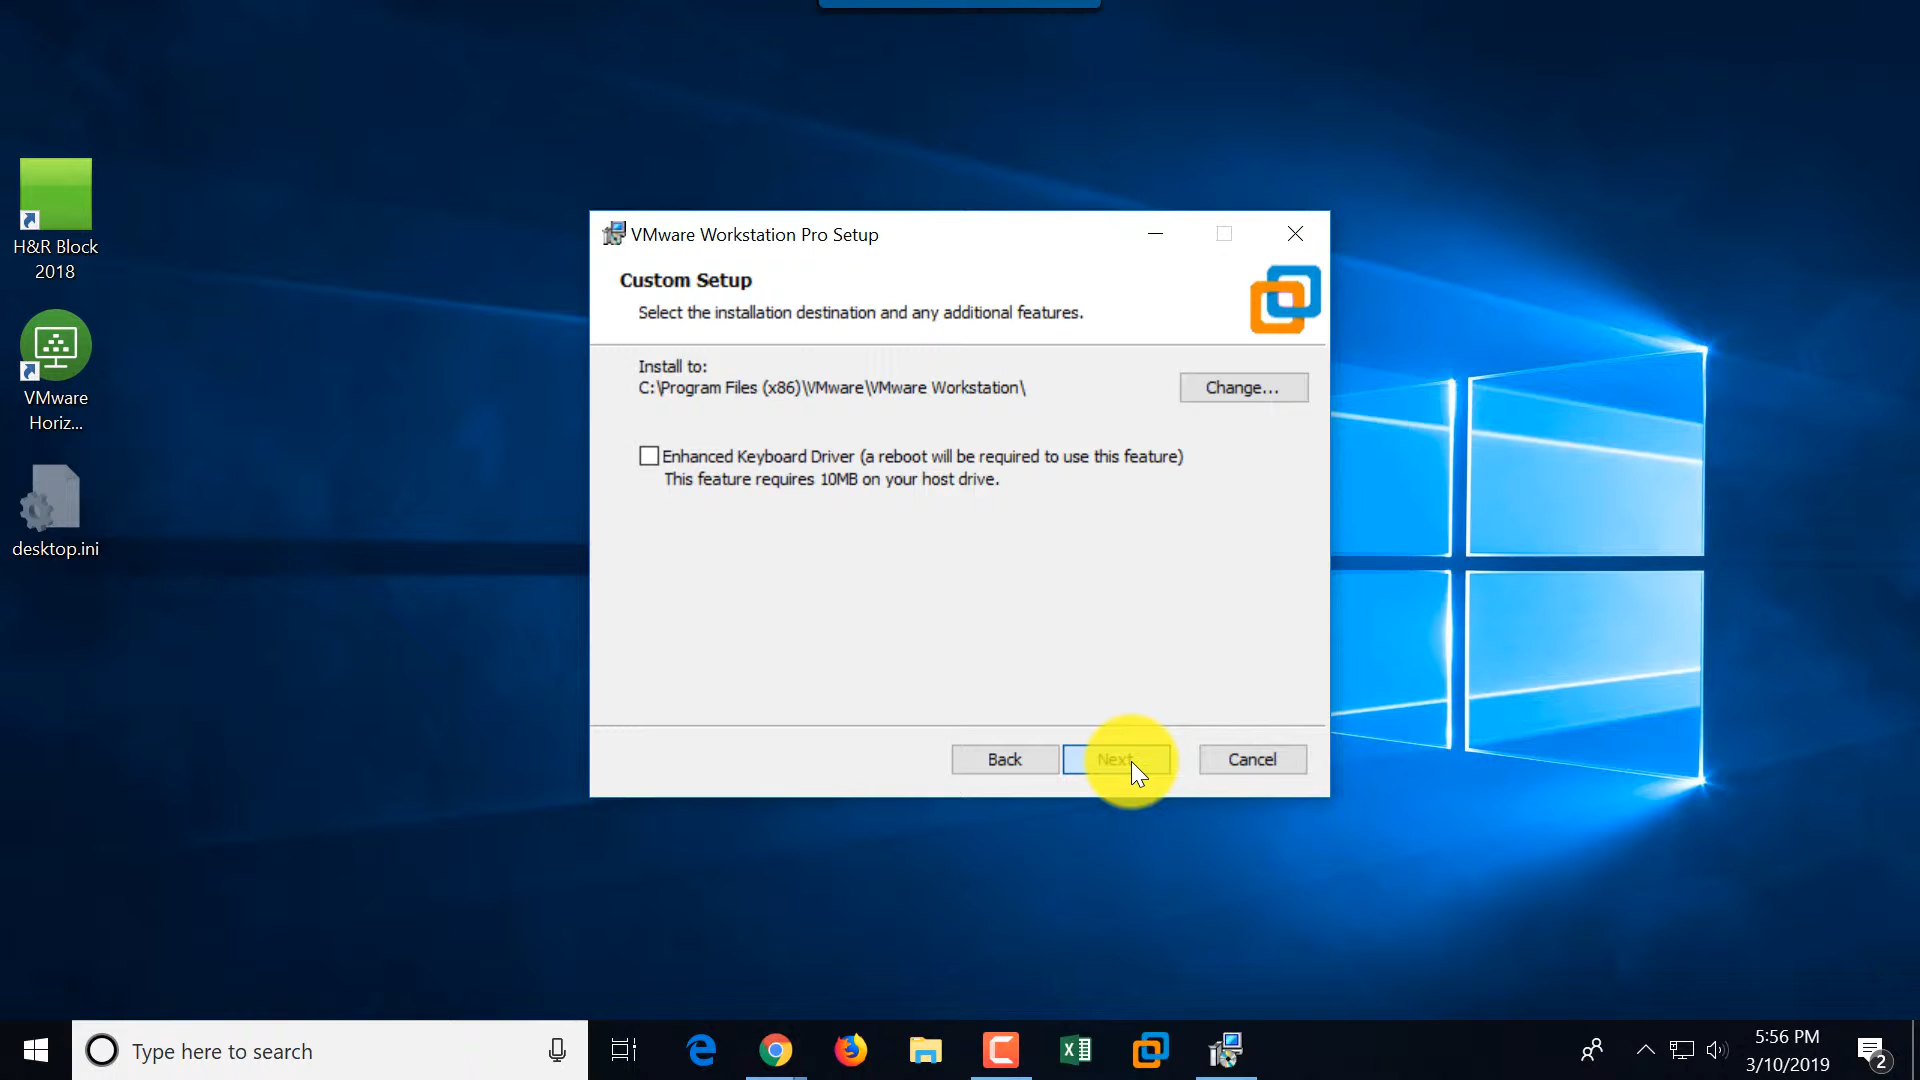 H&R Block
2018
VMware
Horiz...
desktop.ini
VMware Workstation Pro Setup
Custom Setup
Select the installation destination and any additional features.
Install to:
C:\Program Files (x86)\VMware\VMware Workstation\
Change...
Enhanced Keyboard Driver (a reboot will be required to use this feature)
This feature requires 10MB on your host drive.
Back
Next
Cancel
Type here to search
5:56 PM
3/10/2019
2